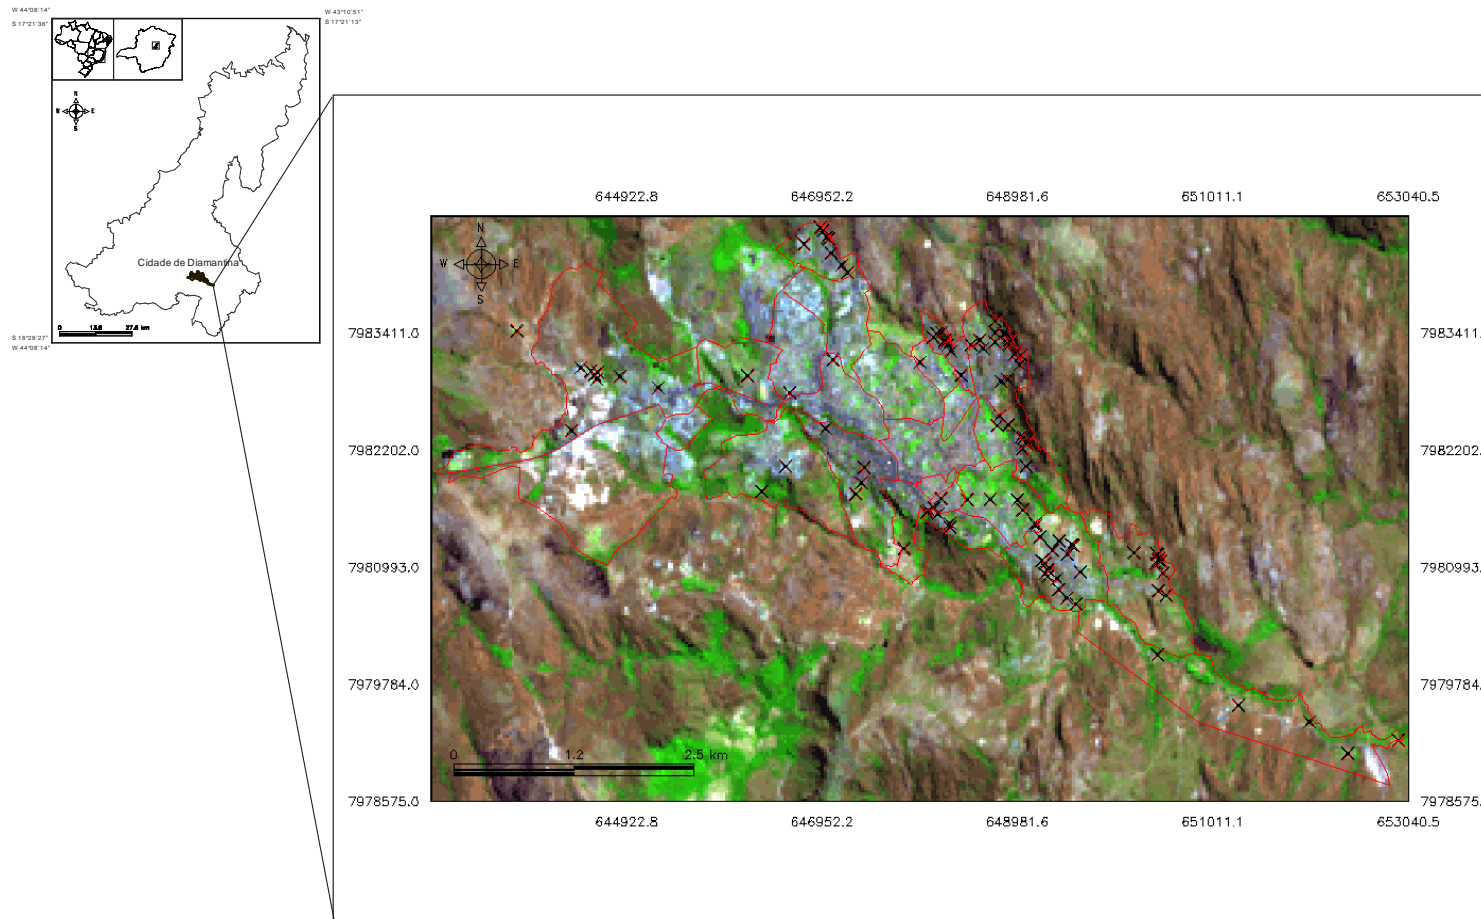 W 44°08'14"
S 17°21'36"
W 43°10'51"
S 17°21'13"
N
W E
S
Cidade de Diamantina
0 13.8 27.6 km
S 18°28'27"
W 44°08'14"
644922.8 646952.2 648981.6 651011.1 653040.5
N
W E
S
7983411.0 7983411.
7982202.0 7982202.
7980993.0 7980993.
7979784.0 7979784.
0 1.2 2.5 km
7978575.0 7978575.
644922.8 646952.2 648981.6 651011.1 653040.5